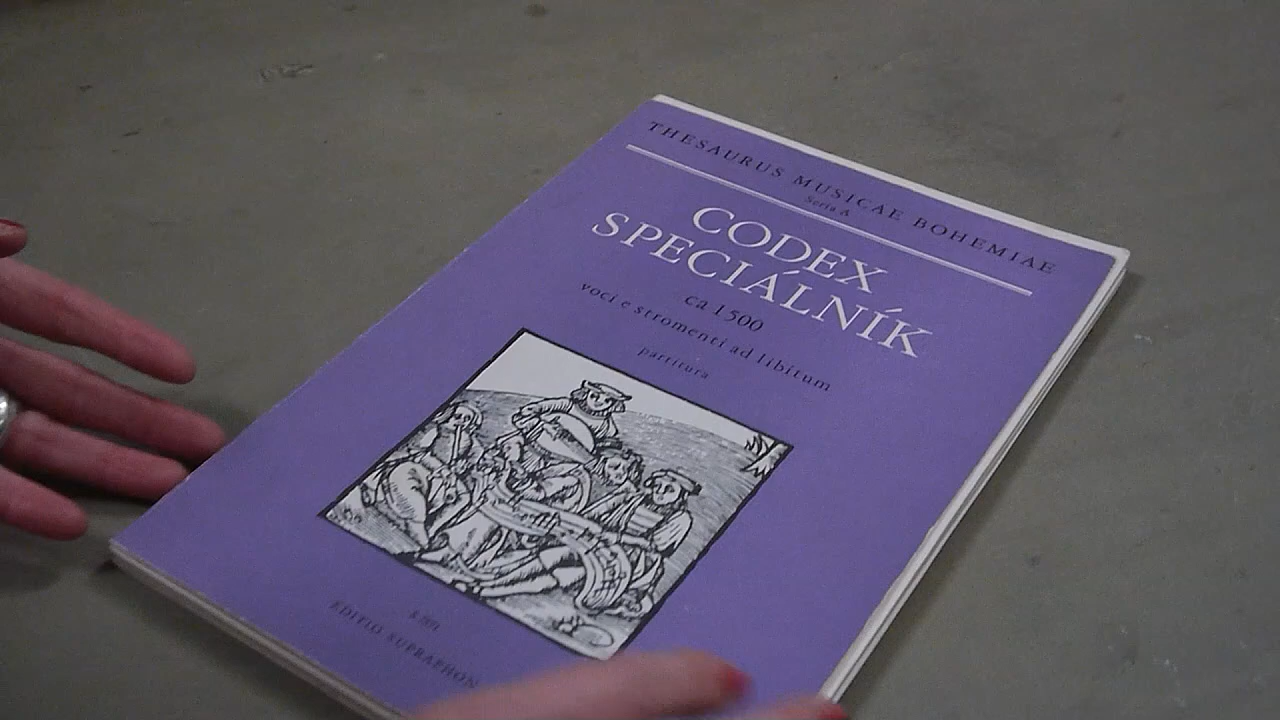 THESAURUS MUSICAE BOHEMIAE
Seria A
CODEX
SPECIÁLNÍK
ca 1500
voci e stromenti ad libitum
partitura
EDITIO SUPRAPHON